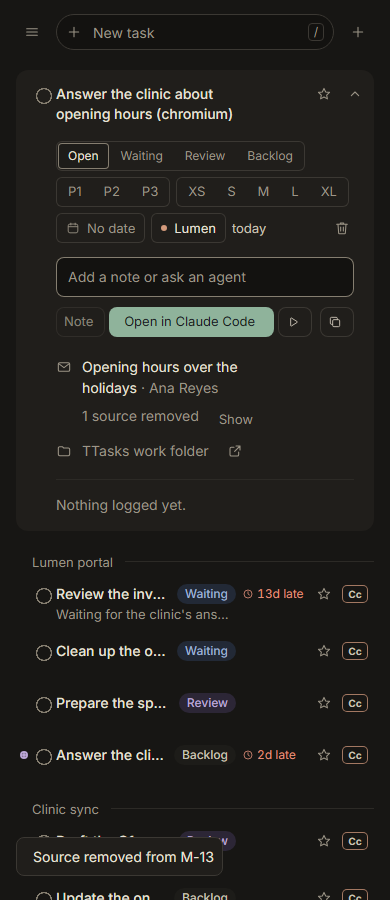 New task /
Answer the clinic about
opening hours (chromium)
Open Waiting Review Backlog
P1 P2 P3 XS S M L XL
No date Lumen today
Add a note or ask an agent
Note Open in Claude Code
Opening hours over the
holidays · Ana Reyes
1 source removed Show
TTasks work folder
Nothing logged yet.
Lumen portal
Review the inv... Waiting 13d late Cc
Waiting for the clinic's ans...
Clean up the o... Waiting Cc
Prepare the sp... Review Cc
Answer the cli... Backlog 2d late Cc
Clinic sync
Cc
Source removed from M-13
Update the on Backlog Cc